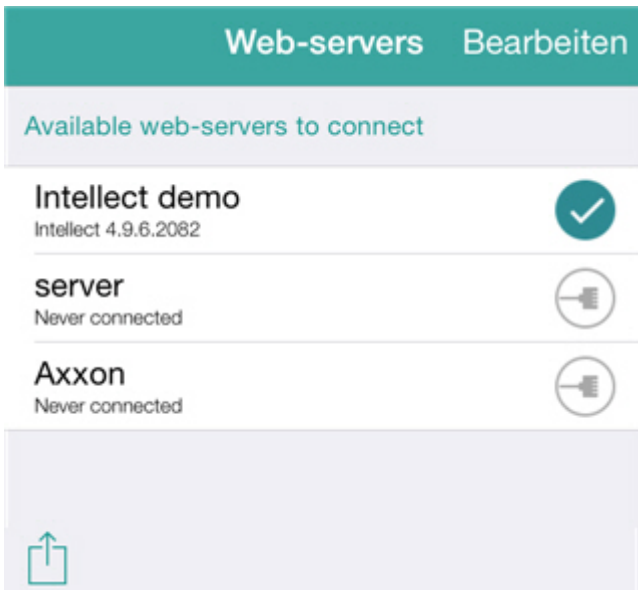 Web-servers Bearbeiten
Available web-servers to connect
Intellect demo
Intellect 4.9.6.2082
server
Never connected
Axxon
Never connected